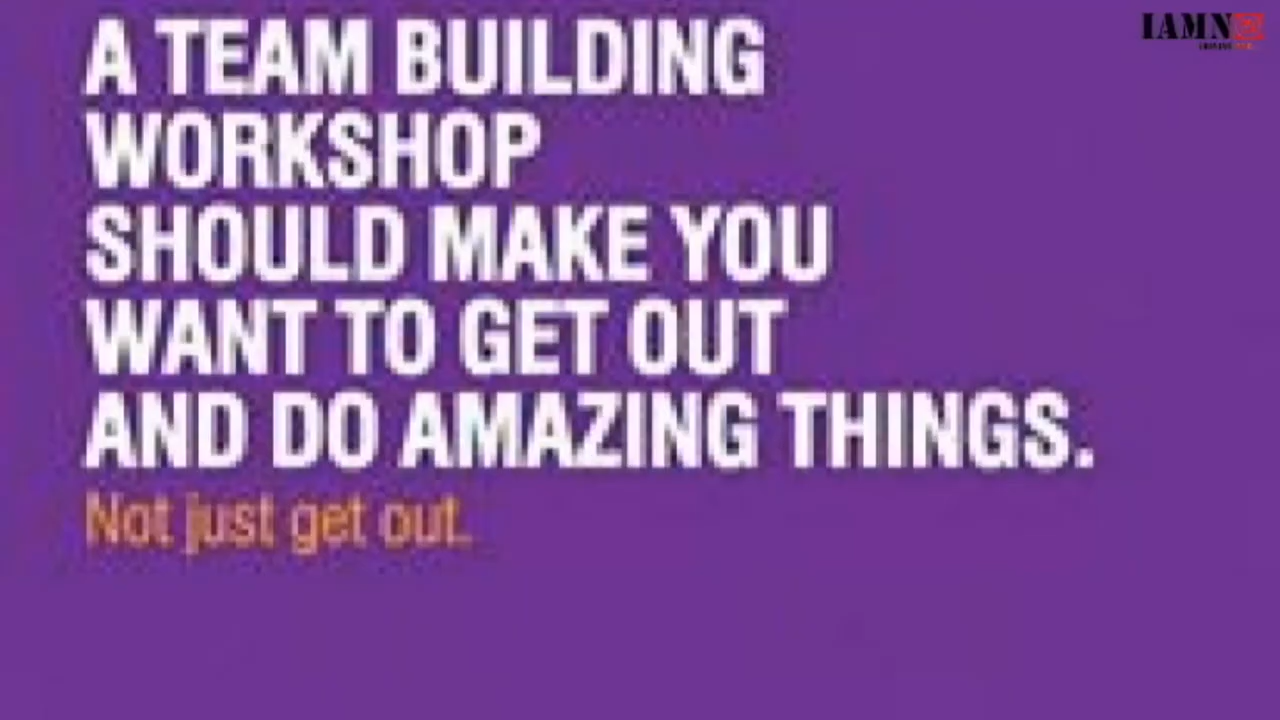 IAMN
A TEAM BUILDING
WORKSHOP
SHOULD MAKE YOU
WANT TO GET OUT
AND DO AMAZING THINGS.
Not just get out.